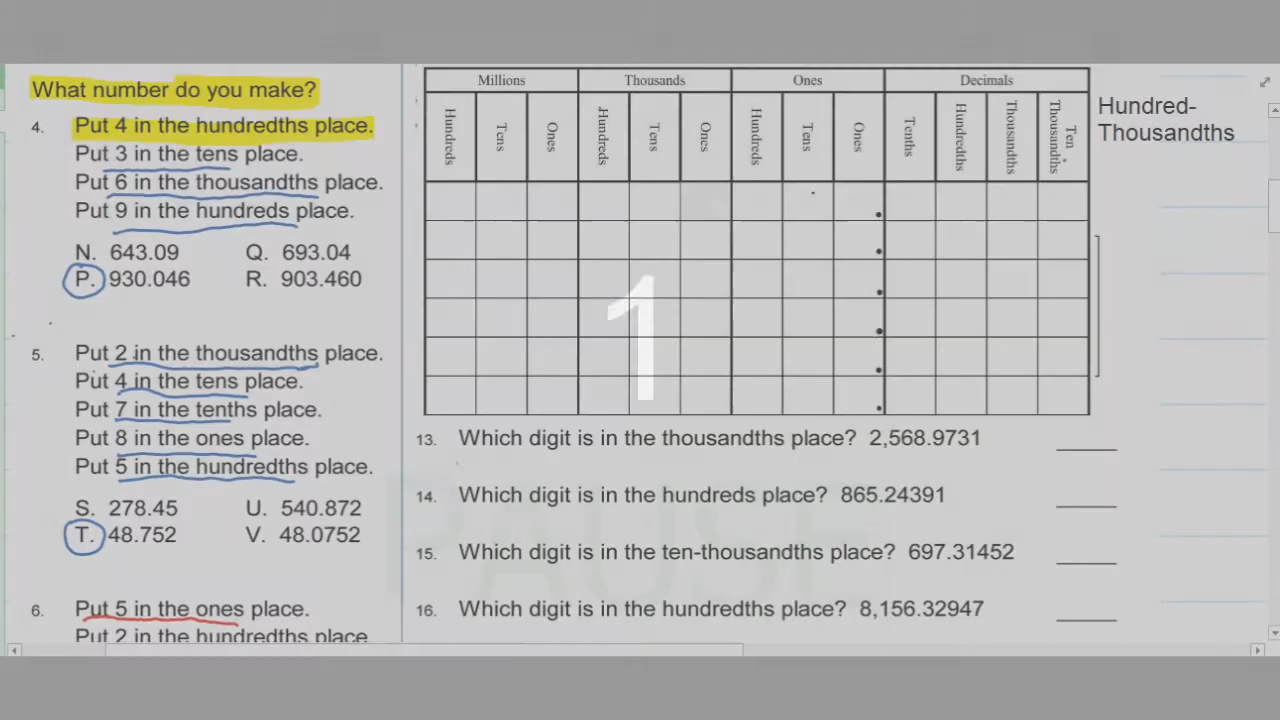 What number do you make?
4. Put 4 in the hundredths place.
Put 3 in the tens place.
Put 6 in the thousandths place.
Put 9 in the hundreds place.
N. 643.09 Q. 693.04
P. 930.046 R. 903.460
5. Put 2 in the thousandths place.
Put 4 in the tens place.
Put 7 in the tenths place.
Put 8 in the ones place.
Put 5 in the hundredths place.
S. 278.45 U. 540.872
T. 48.752 V. 48.0752
6. Put 5 in the ones place.
Put 2 in the hundredths place.
Millions Thousands Ones Decimals
Hundreds Tens Ones Hundreds Tens Ones Hundreds Tens Ones Tenths Hundredths Thousandths Ten Thousandths
Hundred-
Thousandths
1
13. Which digit is in the thousandths place? 2,568.9731
14. Which digit is in the hundreds place? 865.24391
15. Which digit is in the ten-thousandths place? 697.31452
16. Which digit is in the hundredths place? 8,156.32947
PAUSE